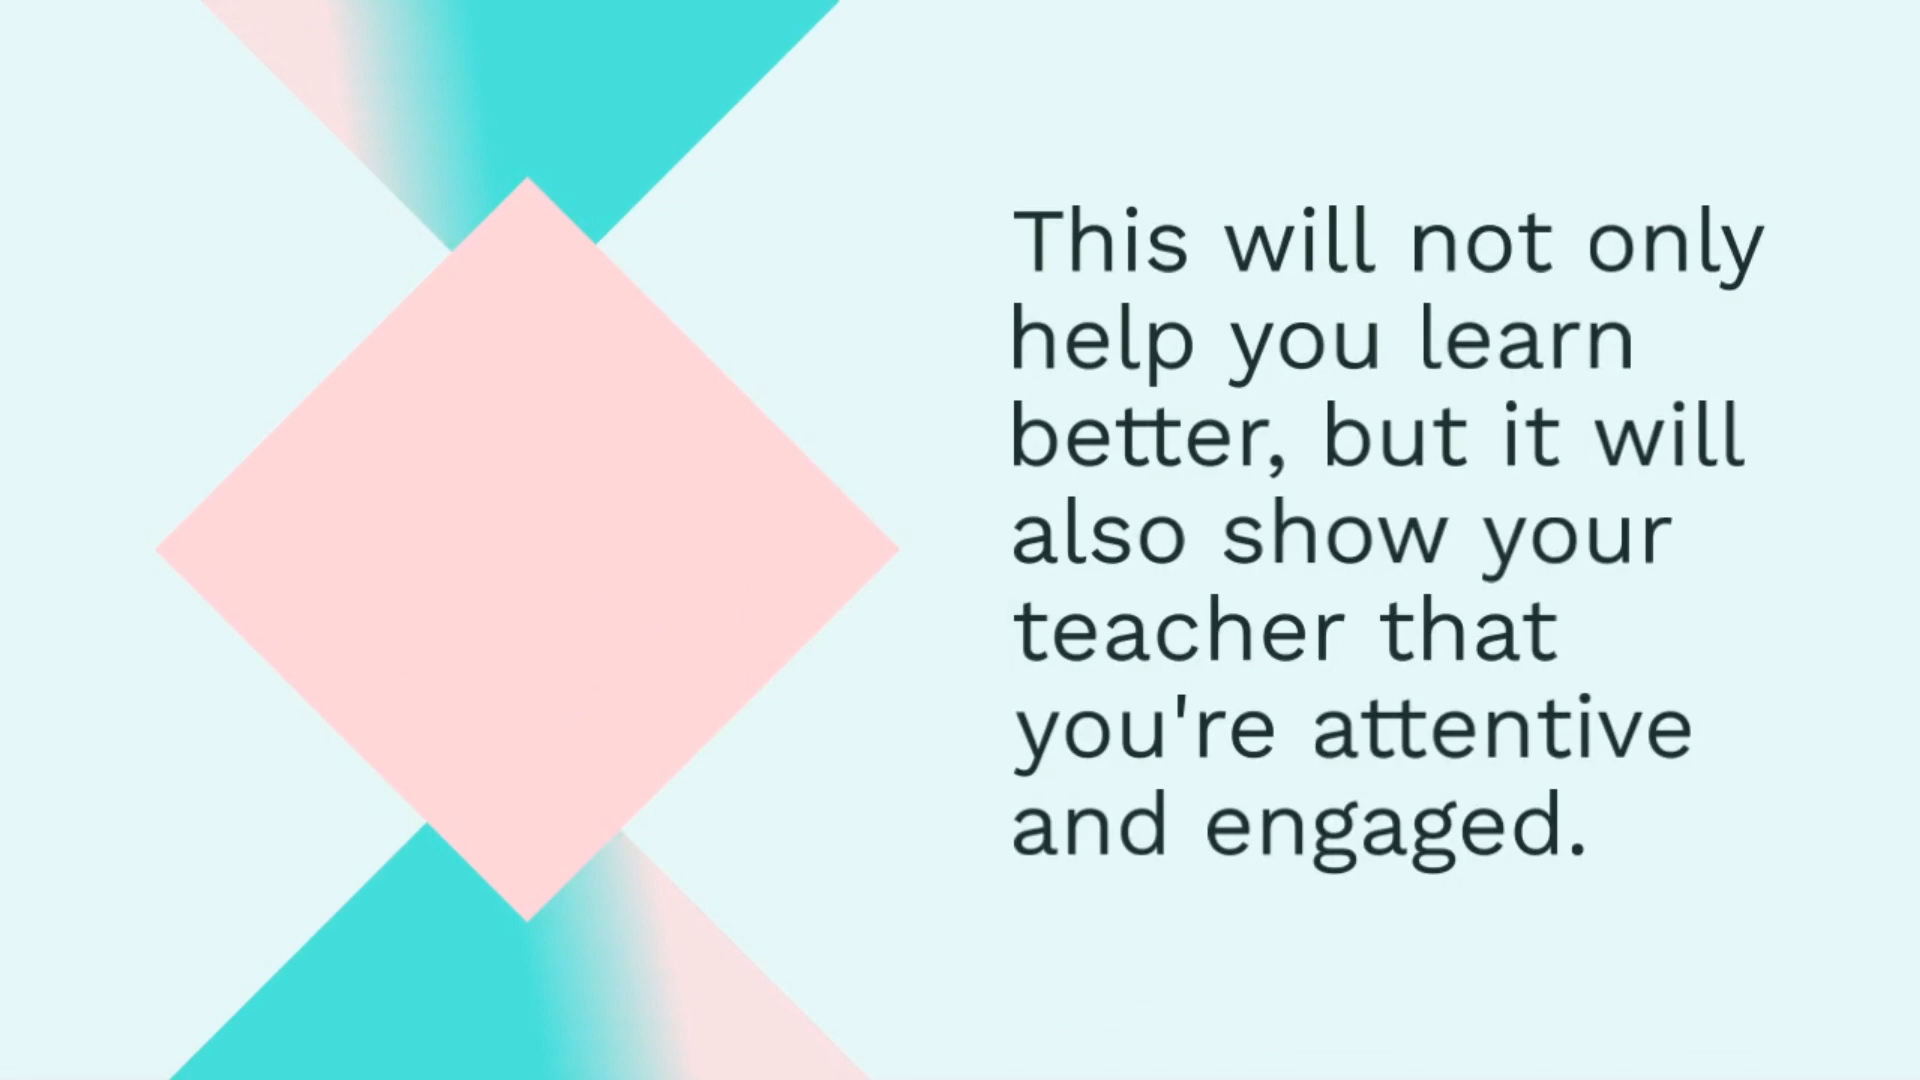 This will not only
help you learn
better, but it will
also show your
teacher that
you're attentive
and engaged.